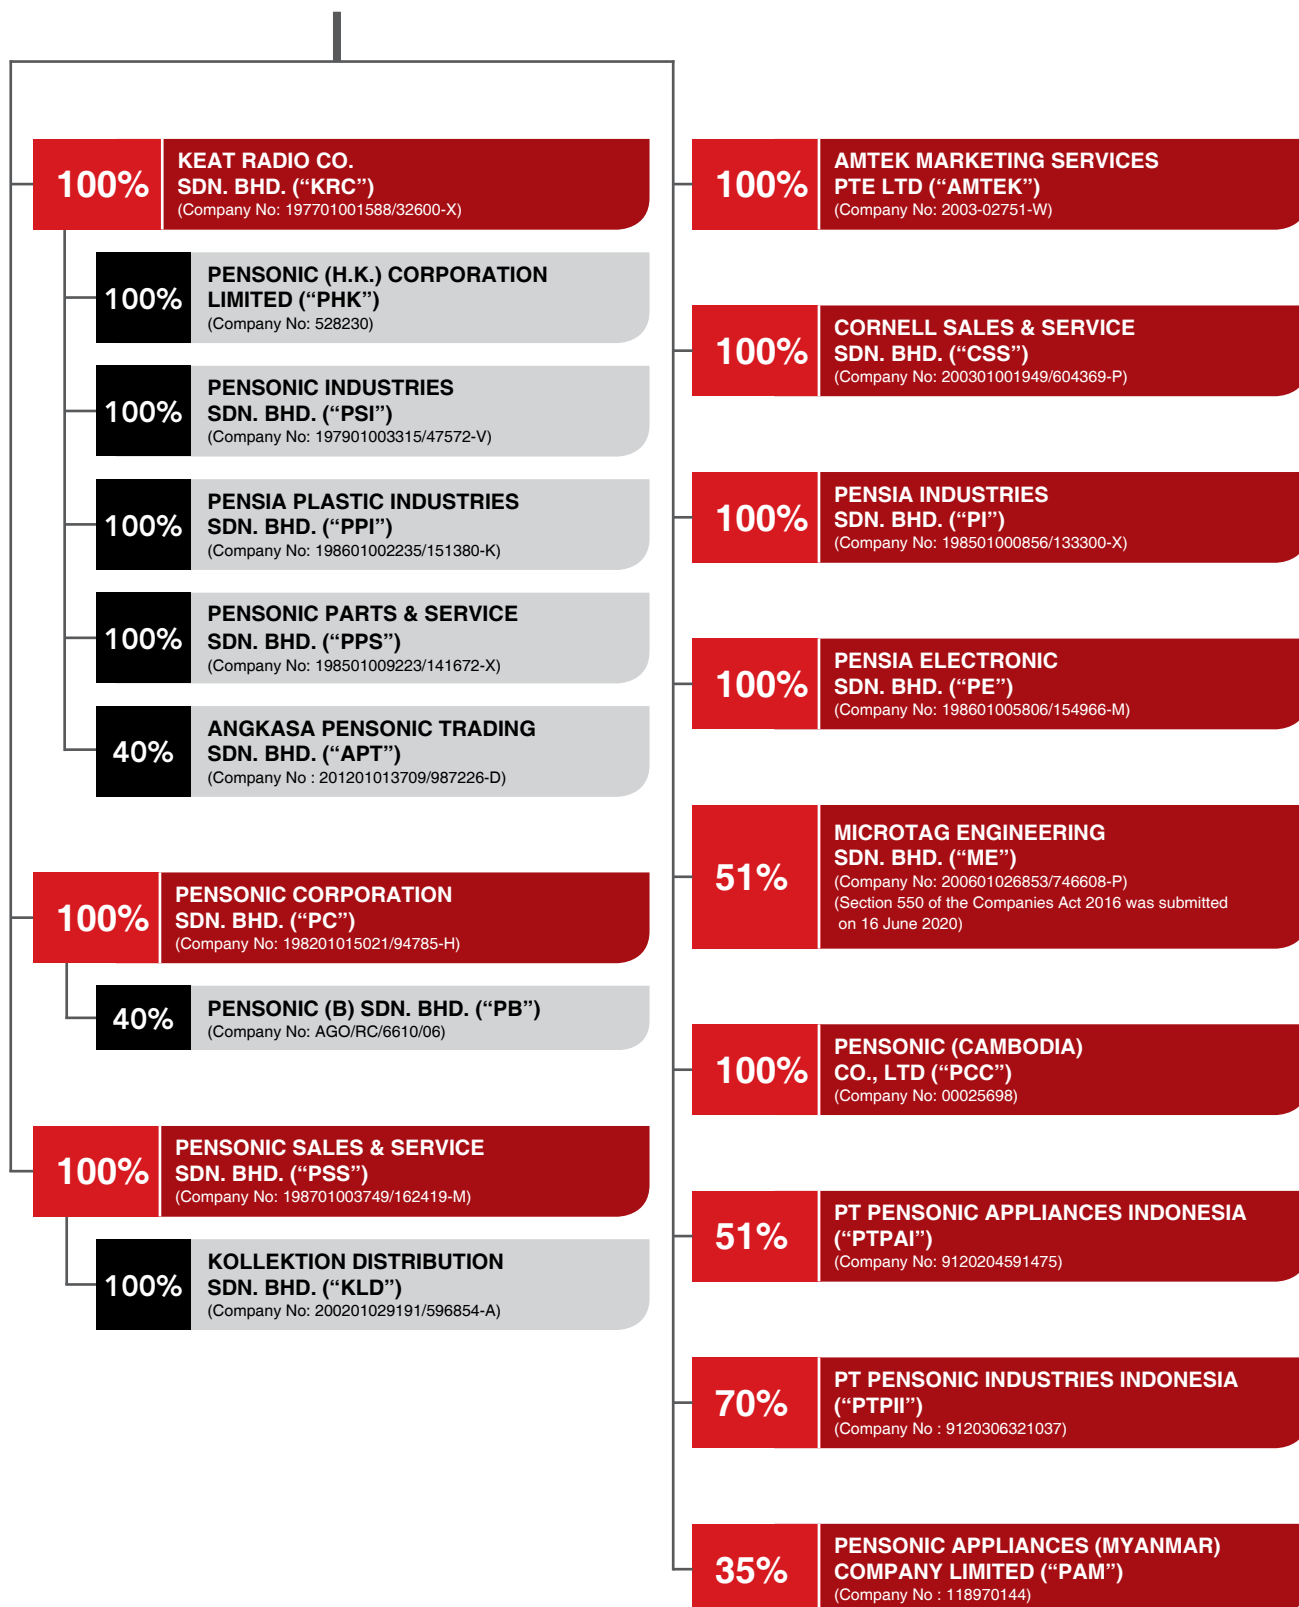 100%
KEAT RADIO CO.
SDN. BHD. (“KRC”)
(Company No: 197701001588/32600-X)
100%
PENSONIC (H.K.) CORPORATION
LIMITED (“PHK”)
(Company No: 528230)
100%
PENSONIC INDUSTRIES
SDN. BHD. (“PSI”)
(Company No: 197901003315/47572-V)
100%
PENSIA PLASTIC INDUSTRIES
SDN. BHD. (“PPI”)
(Company No: 198601002235/151380-K)
100%
PENSONIC PARTS & SERVICE
SDN. BHD. (“PPS”)
(Company No: 198501009223/141672-X)
40%
ANGKASA PENSONIC TRADING
SDN. BHD. (“APT”)
(Company No : 201201013709/987226-D)
100%
PENSONIC CORPORATION
SDN. BHD. (“PC”)
(Company No: 198201015021/94785-H)
40%
PENSONIC (B) SDN. BHD. (“PB”)
(Company No: AGO/RC/6610/06)
100%
PENSONIC SALES & SERVICE
SDN. BHD. (“PSS”)
(Company No: 198701003749/162419-M)
100%
KOLLEKTION DISTRIBUTION
SDN. BHD. (“KLD”)
(Company No: 200201029191/596854-A)
100%
AMTEK MARKETING SERVICES
PTE LTD (“AMTEK”)
(Company No: 2003-02751-W)
100%
CORNELL SALES & SERVICE
SDN. BHD. (“CSS”)
(Company No: 200301001949/604369-P)
100%
PENSIA INDUSTRIES
SDN. BHD. (“PI”)
(Company No: 198501000856/133300-X)
100%
PENSIA ELECTRONIC
SDN. BHD. (“PE”)
(Company No: 198601005806/154966-M)
51%
MICROTAG ENGINEERING
SDN. BHD. (“ME”)
(Company No: 200601026853/746608-P)
(Section 550 of the Companies Act 2016 was submitted
on 16 June 2020)
100%
PENSONIC (CAMBODIA)
CO., LTD (“PCC”)
(Company No: 00025698)
51%
PT PENSONIC APPLIANCES INDONESIA
(“PTPAI”)
(Company No: 9120204591475)
70%
PT PENSONIC INDUSTRIES INDONESIA
(“PTPII”)
(Company No : 9120306321037)
35%
PENSONIC APPLIANCES (MYANMAR)
COMPANY LIMITED (“PAM”)
(Company No : 118970144)